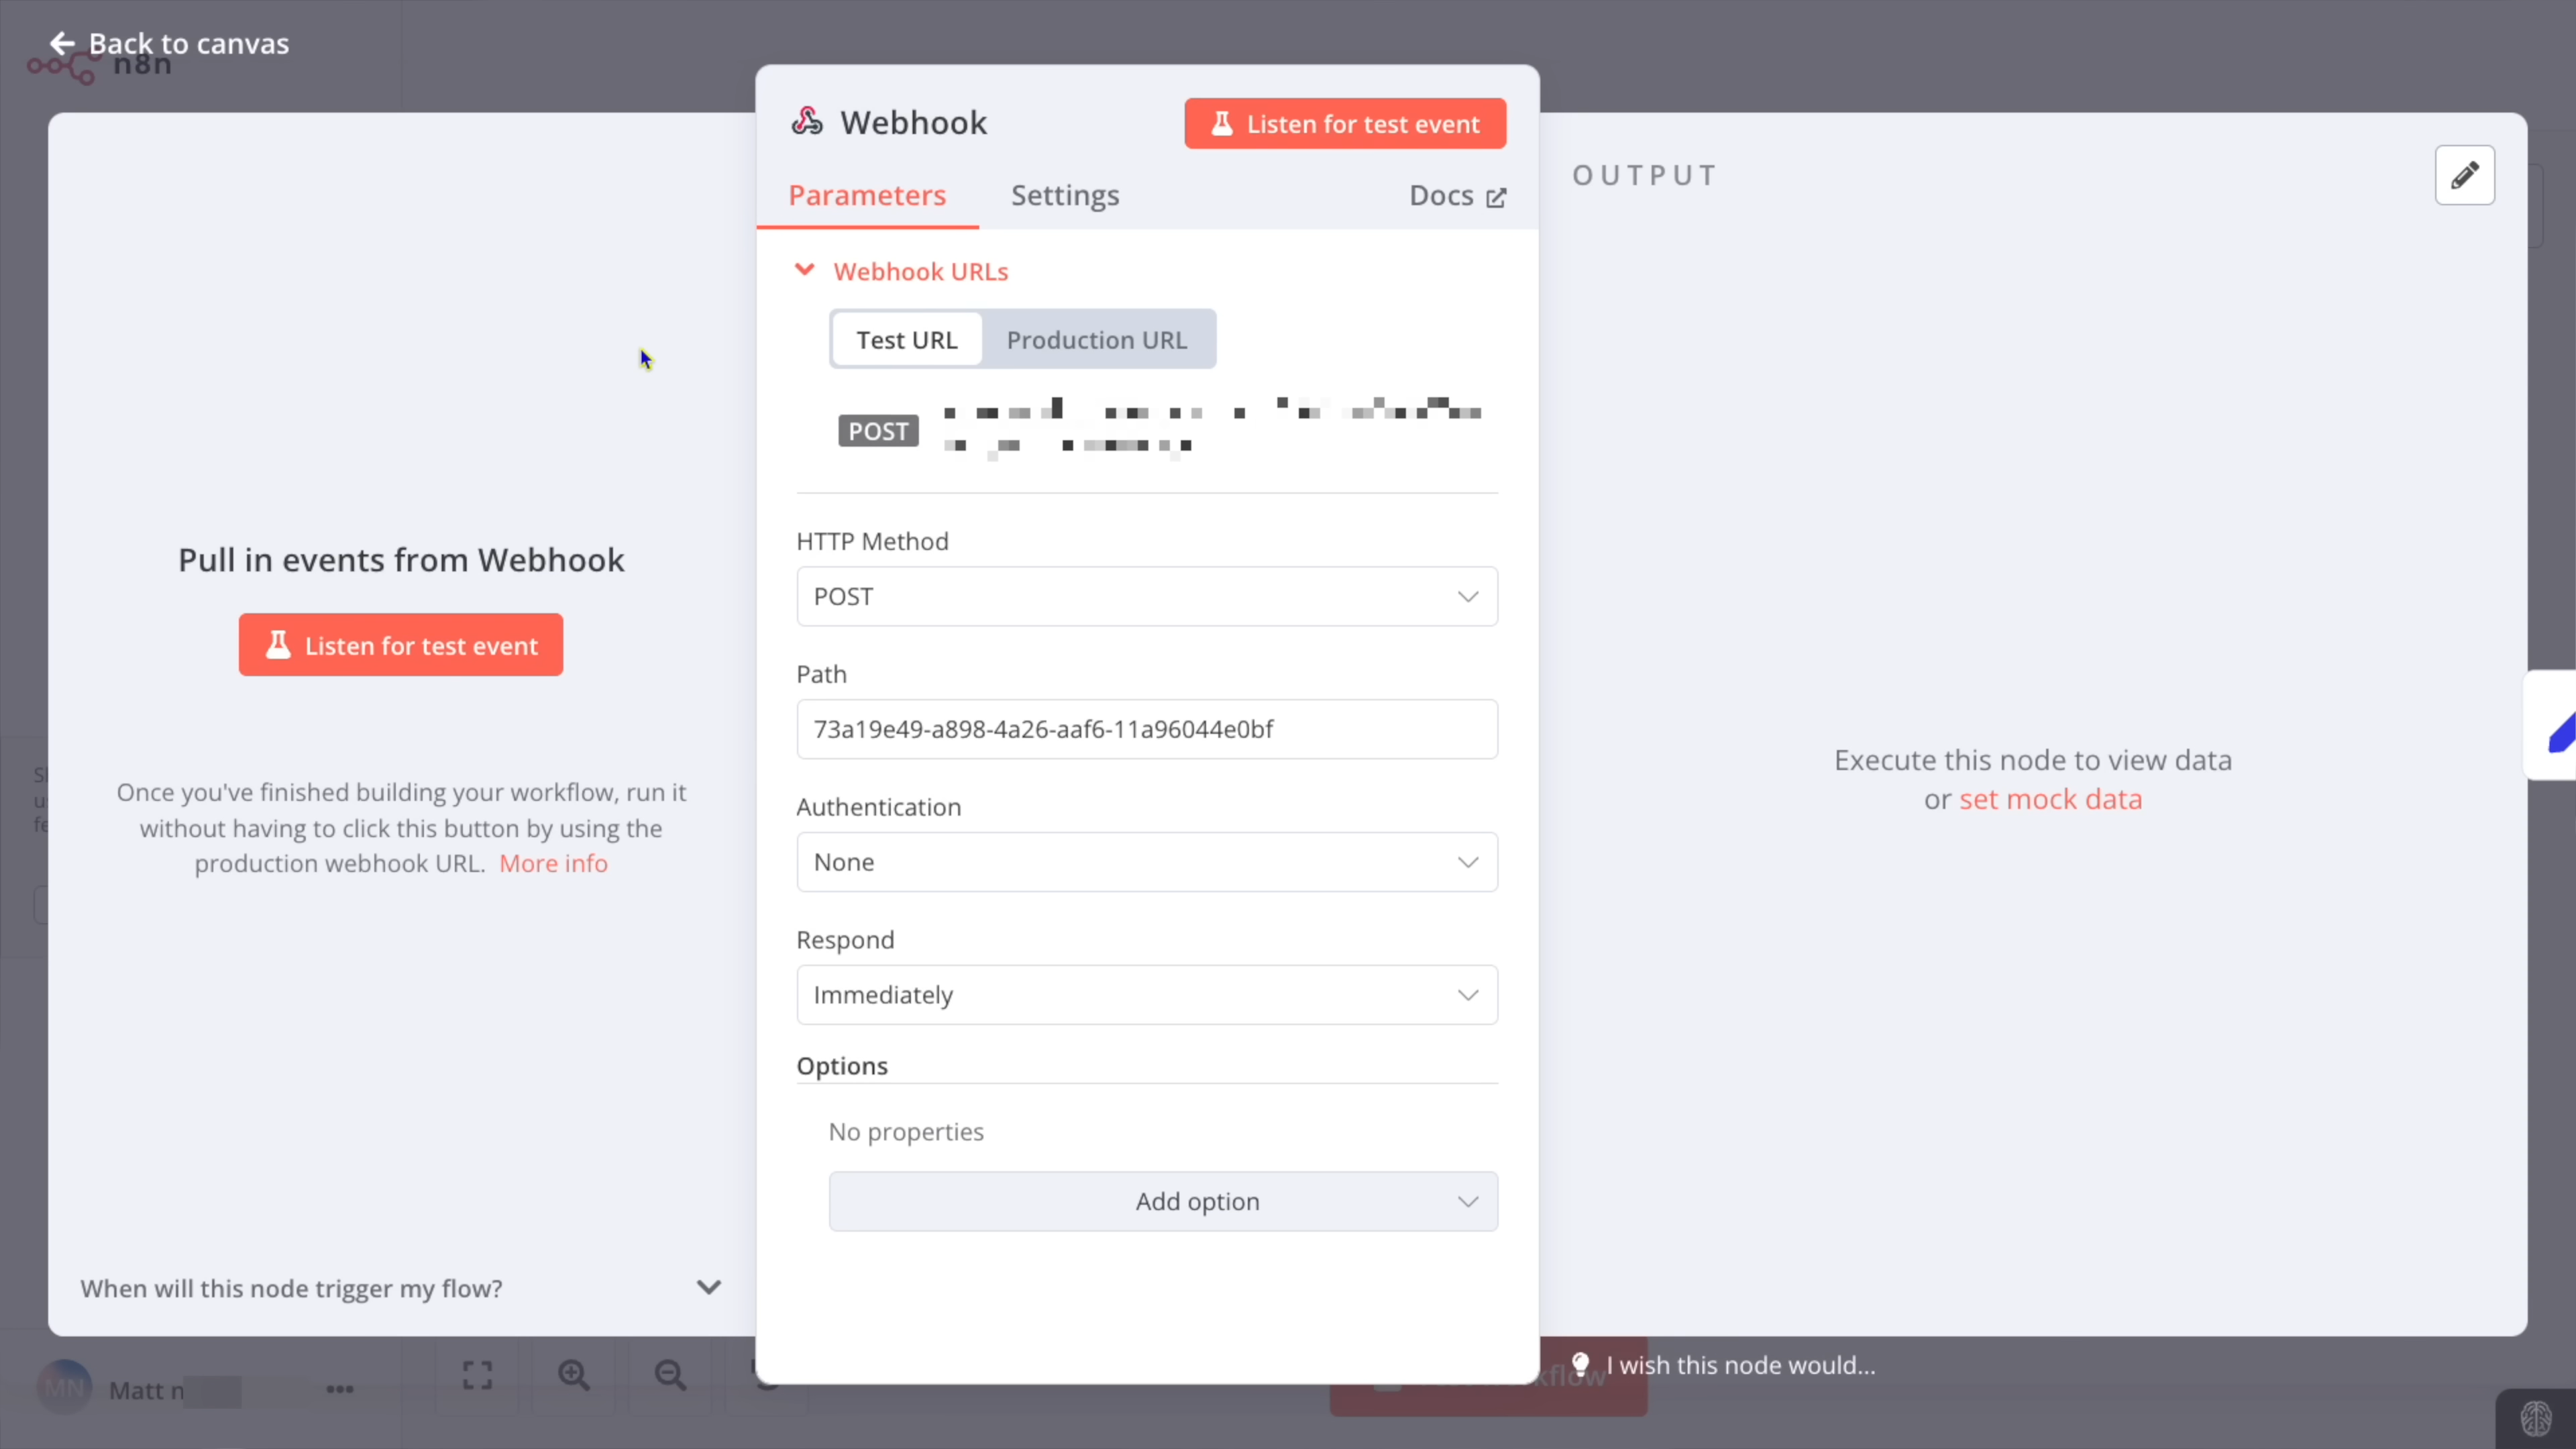 Back to canvas
n8n
Webhook
Listen for test event
Parameters
Settings
Docs
OUTPUT
Webhook URLs
Test URL
Production URL
POST
HTTP Method
POST
Path
73a19e49-a898-4a26-aaf6-11a96044e0bf
Authentication
None
Respond
Immediately
Options
No properties
Add option
Pull in events from Webhook
Listen for test event
Once you've finished building your workflow, run it
without having to click this button by using the
production webhook URL. More info
When will this node trigger my flow?
Execute this node to view data
or set mock data
I wish this node would...
MN
Matt n